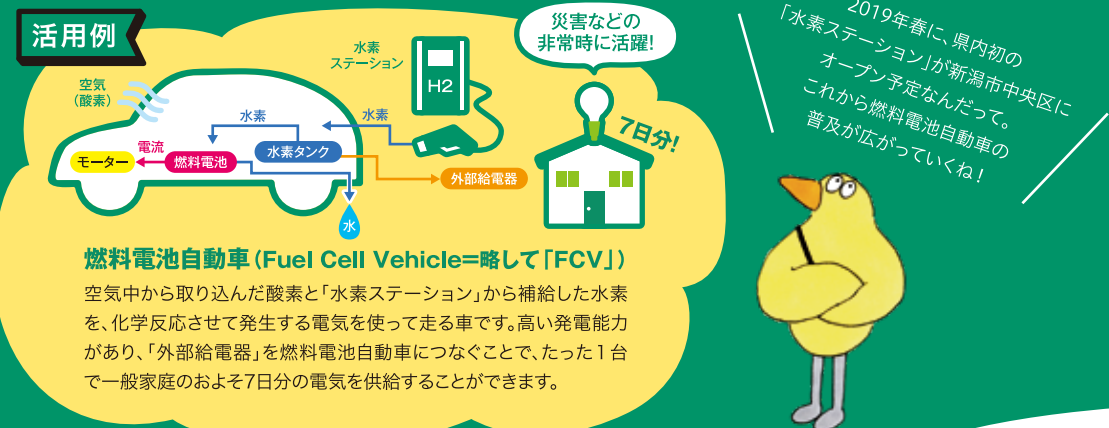 活用例
災害などの
非常時に活躍!
水素
ステーション
H2
空気
(酸素)
水素
水素
7日分!
電流
モーター
燃料電池
水素タンク
外部給電器
水
燃料電池自動車(Fuel Cell Vehicle=略して「FCV」)
空気中から取り込んだ酸素と「水素ステーション」から補給した水素
を、化学反応させて発生する電気を使って走る車です。高い発電能力
があり、「外部給電器」を燃料電池自動車につなぐことで、たった1台
で一般家庭のおよそ7日分の電気を供給することができます。
2019年春に、県内初の
「水素ステーション」が新潟市中央区に
オープン予定なんだって。
これから燃料電池自動車の
普及が広がっていくね!